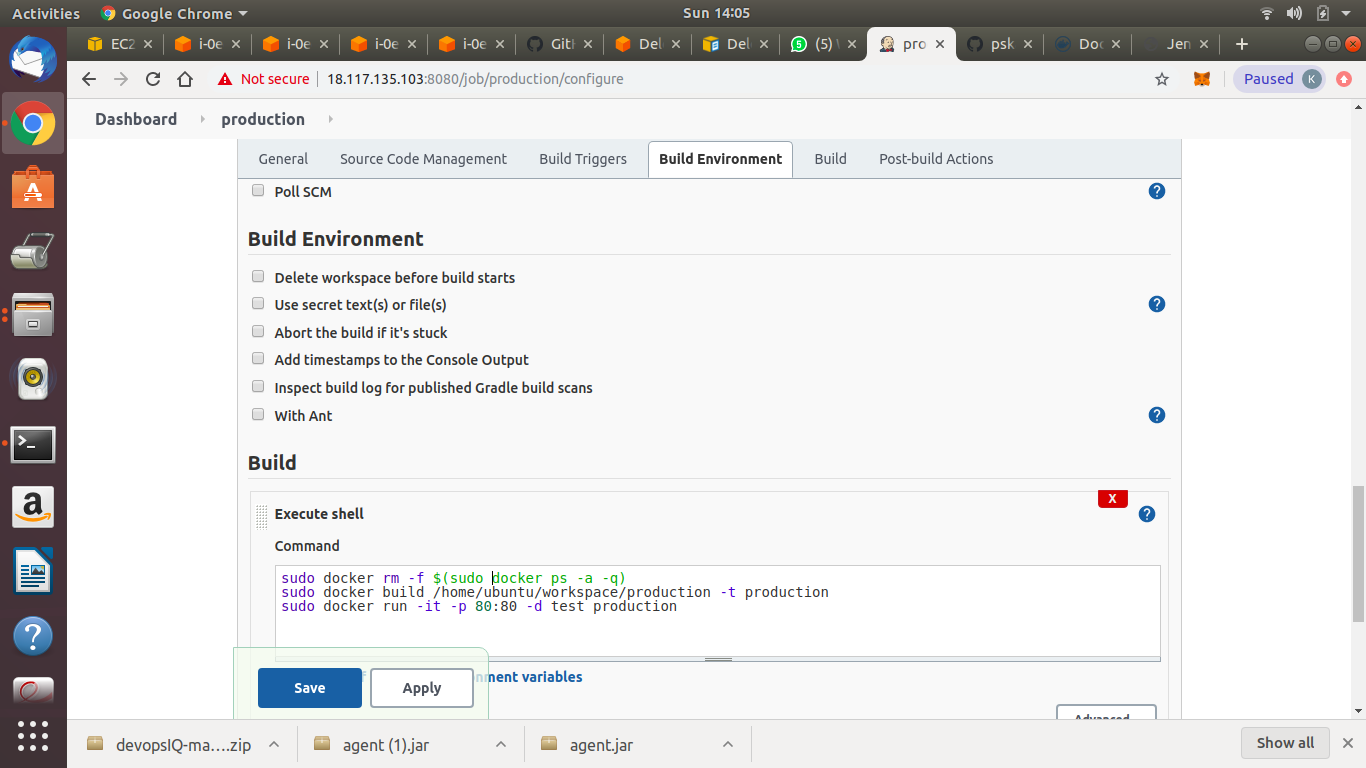 Activities
Google Chrome
Sun 14:05
EC2
i-0e
i-0e
i-0e
i-0e
Git
Del
Del
(5)
pro
psk
Doc
Jen
Not secure
18.117.135.103:8080/job/production/configure
Paused
K
Dashboard
production
General
Source Code Management
Build Triggers
Build Environment
Build
Post-build Actions
Poll SCM
Build Environment
Delete workspace before build starts
Use secret text(s) or file(s)
Abort the build if it's stuck
Add timestamps to the Console Output
Inspect build log for published Gradle build scans
With Ant
Build
X
Execute shell
Command
sudo docker rm -f $(sudo docker ps -a -q)
sudo docker build /home/ubuntu/workspace/production -t production
sudo docker run -it -p 80:80 -d test production
nment variables
Save
Apply
Advanced
devopsIQ-ma....zip
agent (1).jar
agent.jar
Show all